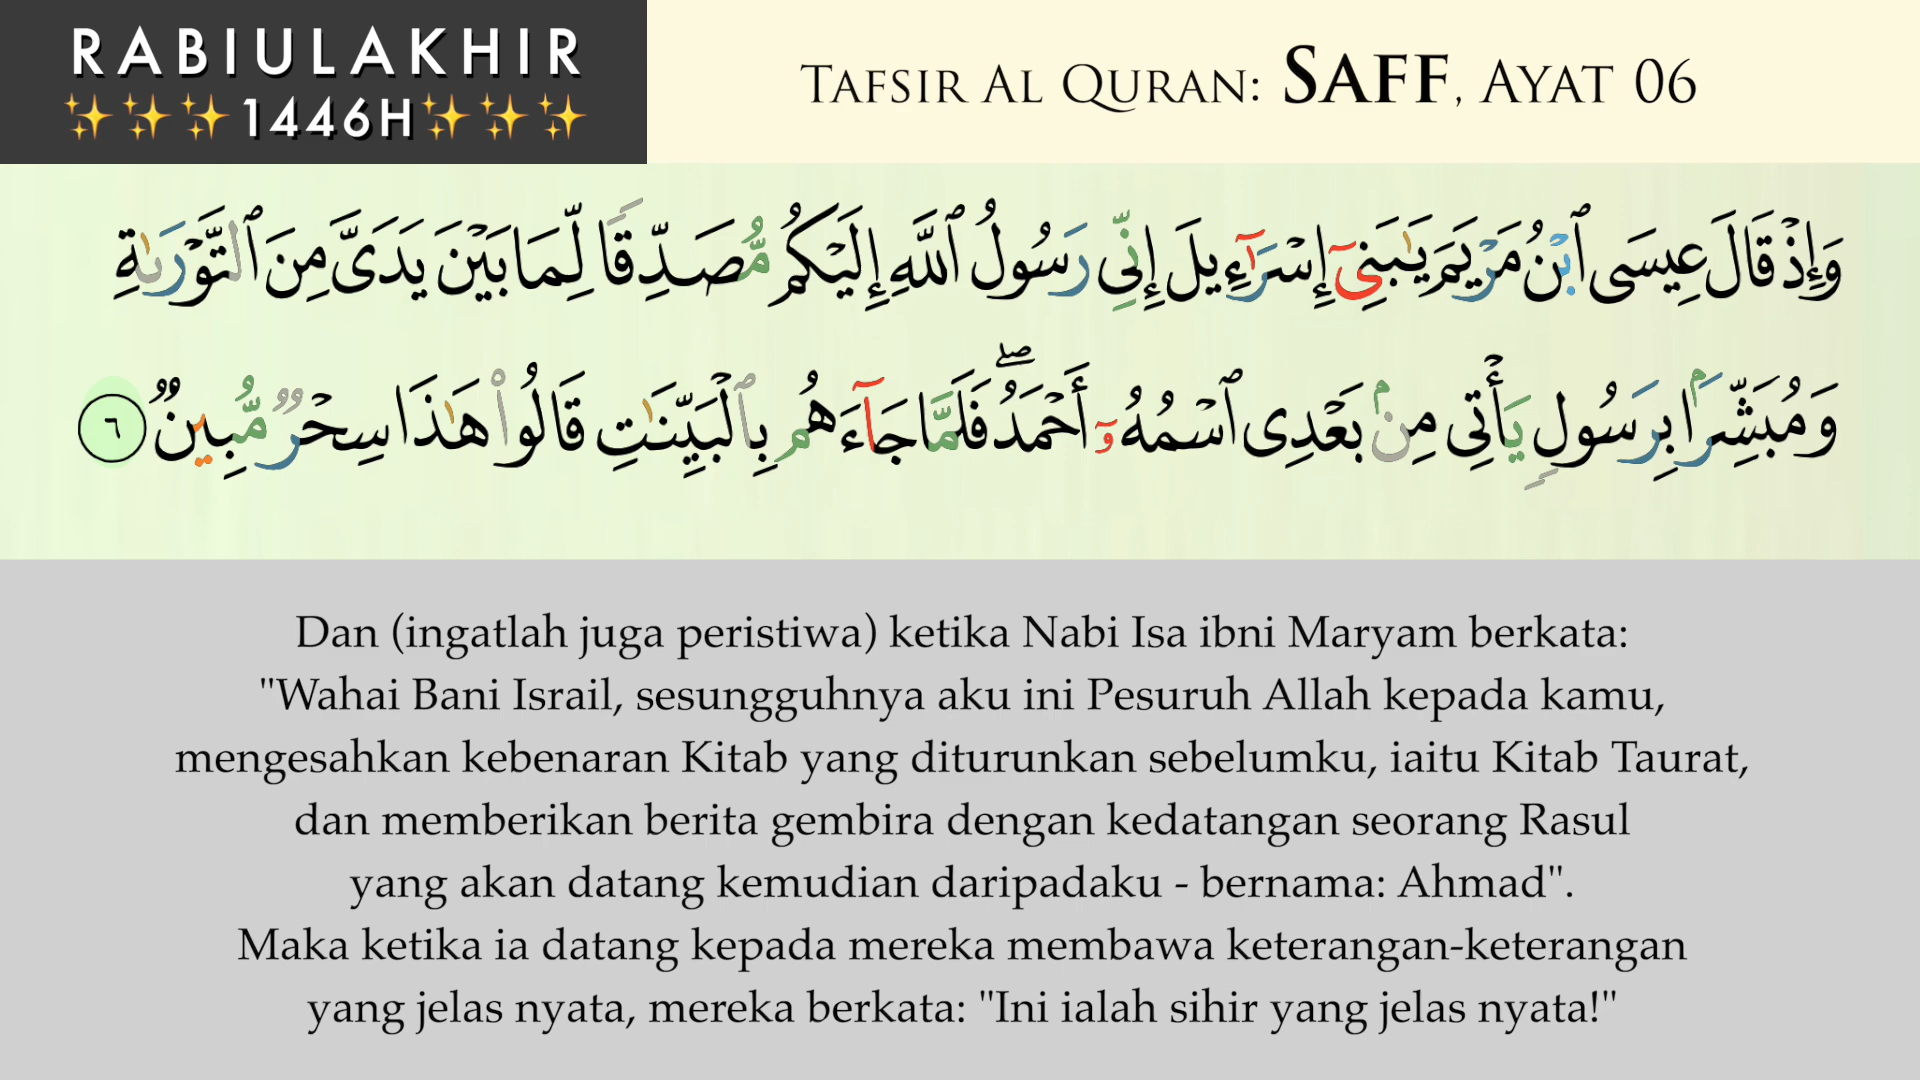 RABIULAKHIR
✨✨✨1446H✨✨✨
TAFSIR AL QURAN: SAFF, AYAT 06
وَإِذْ قَالَ عِيسَى ٱبْنُ مَرْيَمَ يَـٰبَنِىٓ إِسْرَٰٓءِيلَ إِنِّى رَسُولُ ٱللَّهِ إِلَيْكُم مُّصَدِّقًا لِّمَا بَيْنَ يَدَىَّ مِنَ ٱلتَّوْرَىٰةِ
وَمُبَشِّرًۢا بِرَسُولٍ يَأْتِى مِنۢ بَعْدِى ٱسْمُهُۥٓ أَحْمَدُ ۖ فَلَمَّا جَآءَهُم بِٱلْبَيِّنَـٰتِ قَالُوا۟ هَـٰذَا سِحْرٌ مُّبِينٌ ٦
Dan (ingatlah juga peristiwa) ketika Nabi Isa ibni Maryam berkata:
"Wahai Bani Israil, sesungguhnya aku ini Pesuruh Allah kepada kamu,
mengesahkan kebenaran Kitab yang diturunkan sebelumku, iaitu Kitab Taurat,
dan memberikan berita gembira dengan kedatangan seorang Rasul
yang akan datang kemudian daripadaku - bernama: Ahmad".
Maka ketika ia datang kepada mereka membawa keterangan-keterangan
yang jelas nyata, mereka berkata: "Ini ialah sihir yang jelas nyata!"